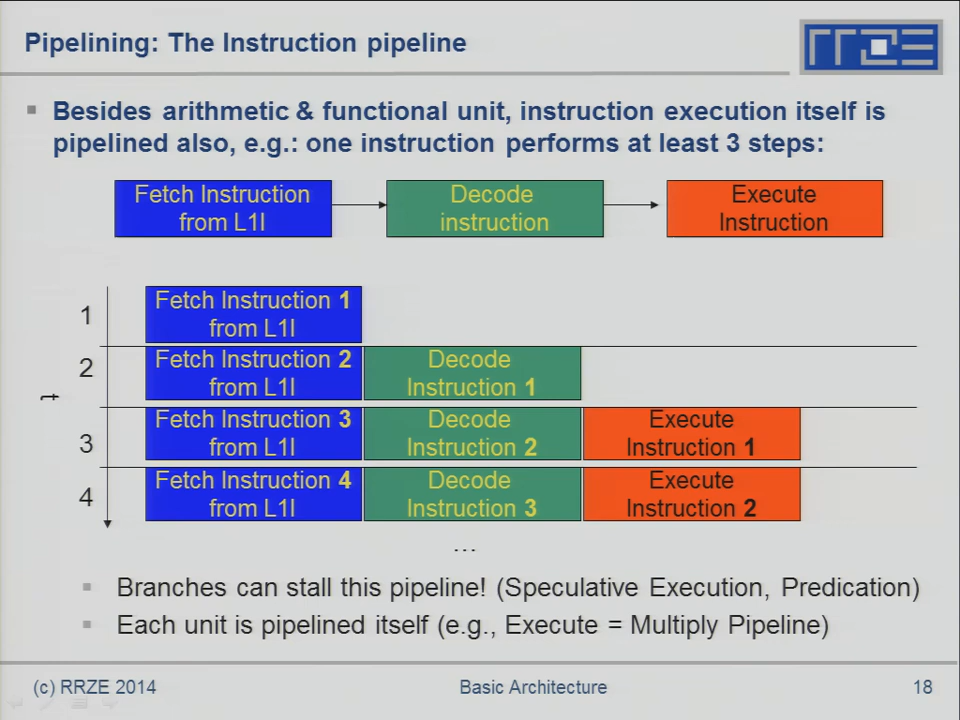 Pipelining: The Instruction pipeline
RRZE
Besides arithmetic & functional unit, instruction execution itself is
pipelined also, e.g.: one instruction performs at least 3 steps:
Fetch Instruction
from L1I
Decode
instruction
Execute
Instruction
1
Fetch Instruction 1
from L1I
2
Fetch Instruction 2
from L1I
Decode
Instruction 1
t
3
Fetch Instruction 3
from L1I
Decode
Instruction 2
Execute
Instruction 1
4
Fetch Instruction 4
from L1I
Decode
Instruction 3
Execute
Instruction 2
...
Branches can stall this pipeline! (Speculative Execution, Predication)
Each unit is pipelined itself (e.g., Execute = Multiply Pipeline)
(c) RRZE 2014
Basic Architecture
18